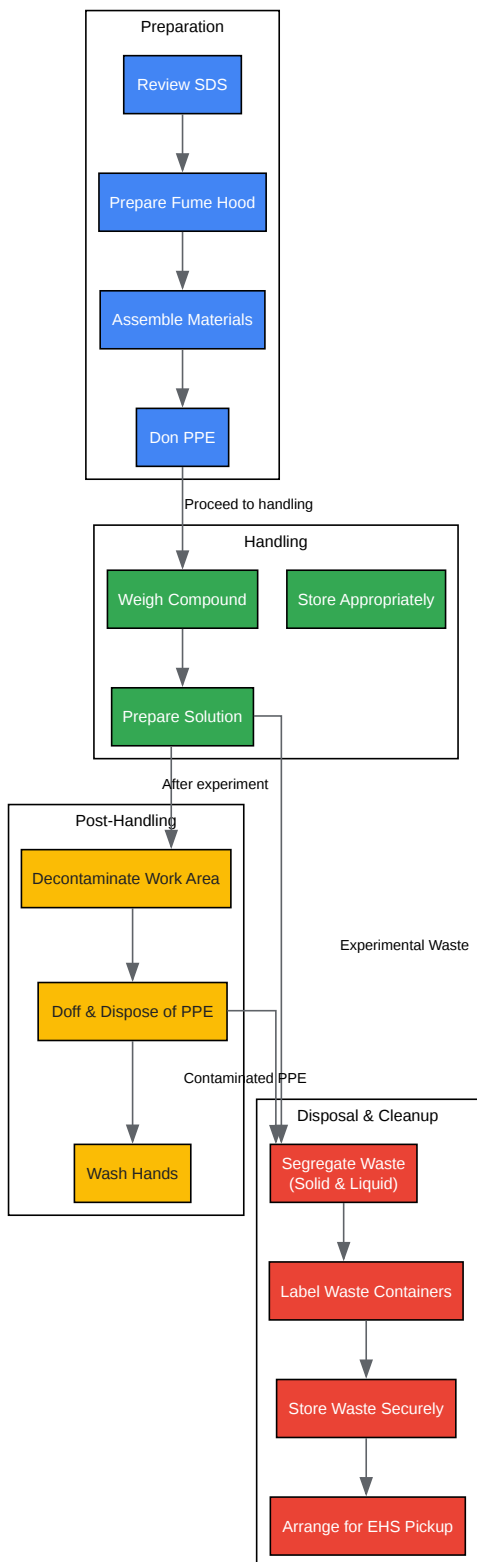 Preparation
Review SDS
Prepare Fume Hood
Assemble Materials
Don PPE
Proceed to handling
Handling
Weigh Compound
Store Appropriately
Prepare Solution
After experiment
Post-Handling
Decontaminate Work Area
Experimental Waste
Doff & Dispose of PPE
Contaminated PPE
Disposal & Cleanup
Wash Hands
Segregate Waste
(Solid & Liquid)
Label Waste Containers
Store Waste Securely
Arrange for EHS Pickup